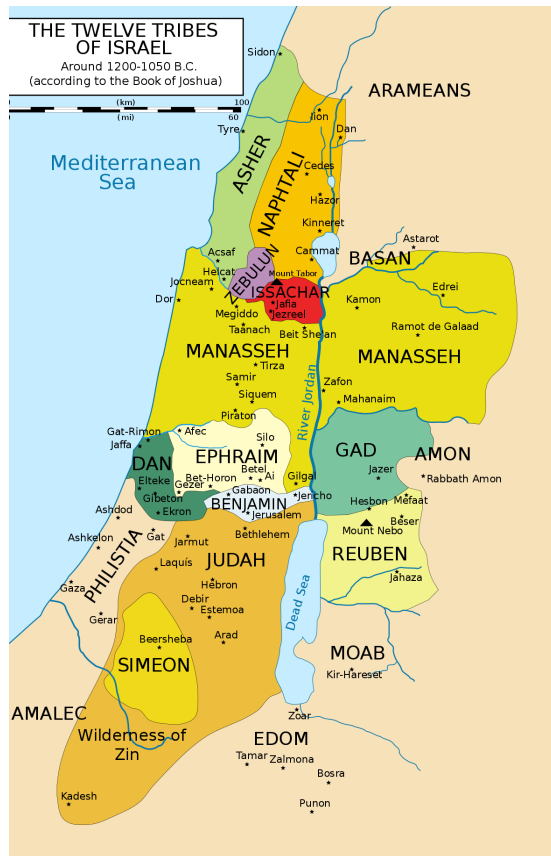 THE TWELVE TRIBES
OF ISRAEL
Around 1200-1050 B.C.
(according to the Book of Joshua)
(km) 100
(mi) 60
Sidon
ARAMEANS
Ijon
Tyre
Dan
ASHER
Mediterranean
Sea
NAPHTALI
Cedes
Hazor
Kinneret
Astarot
Acsaf
Cammat
BASAN
Helcat
ZEBULUN
Mount Tabor
Jocneam
ISSACHAR
Edrei
Dor
Jafia
Kamon
Megiddo
Jezreel
Taanach
Beit She'an
Ramot de Galaad
MANASSEH
MANASSEH
Tirza
Samir
Zafon
Siquem
Mahanaim
Piraton
River Jordan
Gat-Rimon
Afec
Jaffa
Silo
DAN
EPHRAIM
GAD
AMON
Betel
Jazer
Elteke
Gezer
Bet-Horon
Ai
Gilgal
Rabbath Amon
Gibeton
Gabaon
Jericho
Hesbon
Mefaat
BENJAMIN
Ashdod
Ekron
Jerusalem
Beser
Gat
Bethlehem
Mount Nebo
Ashkelon
Jarmut
PHILISTIA
JUDAH
REUBEN
Laquís
Jahaza
Gaza
Hebron
Dead Sea
Debir
Estemoa
Gerar
Beersheba
Arad
MOAB
SIMEON
Kir-Hareset
AMALEC
Zoar
Wilderness of
Zin
EDOM
Tamar
Zalmona
Bosra
Kadesh
Punon